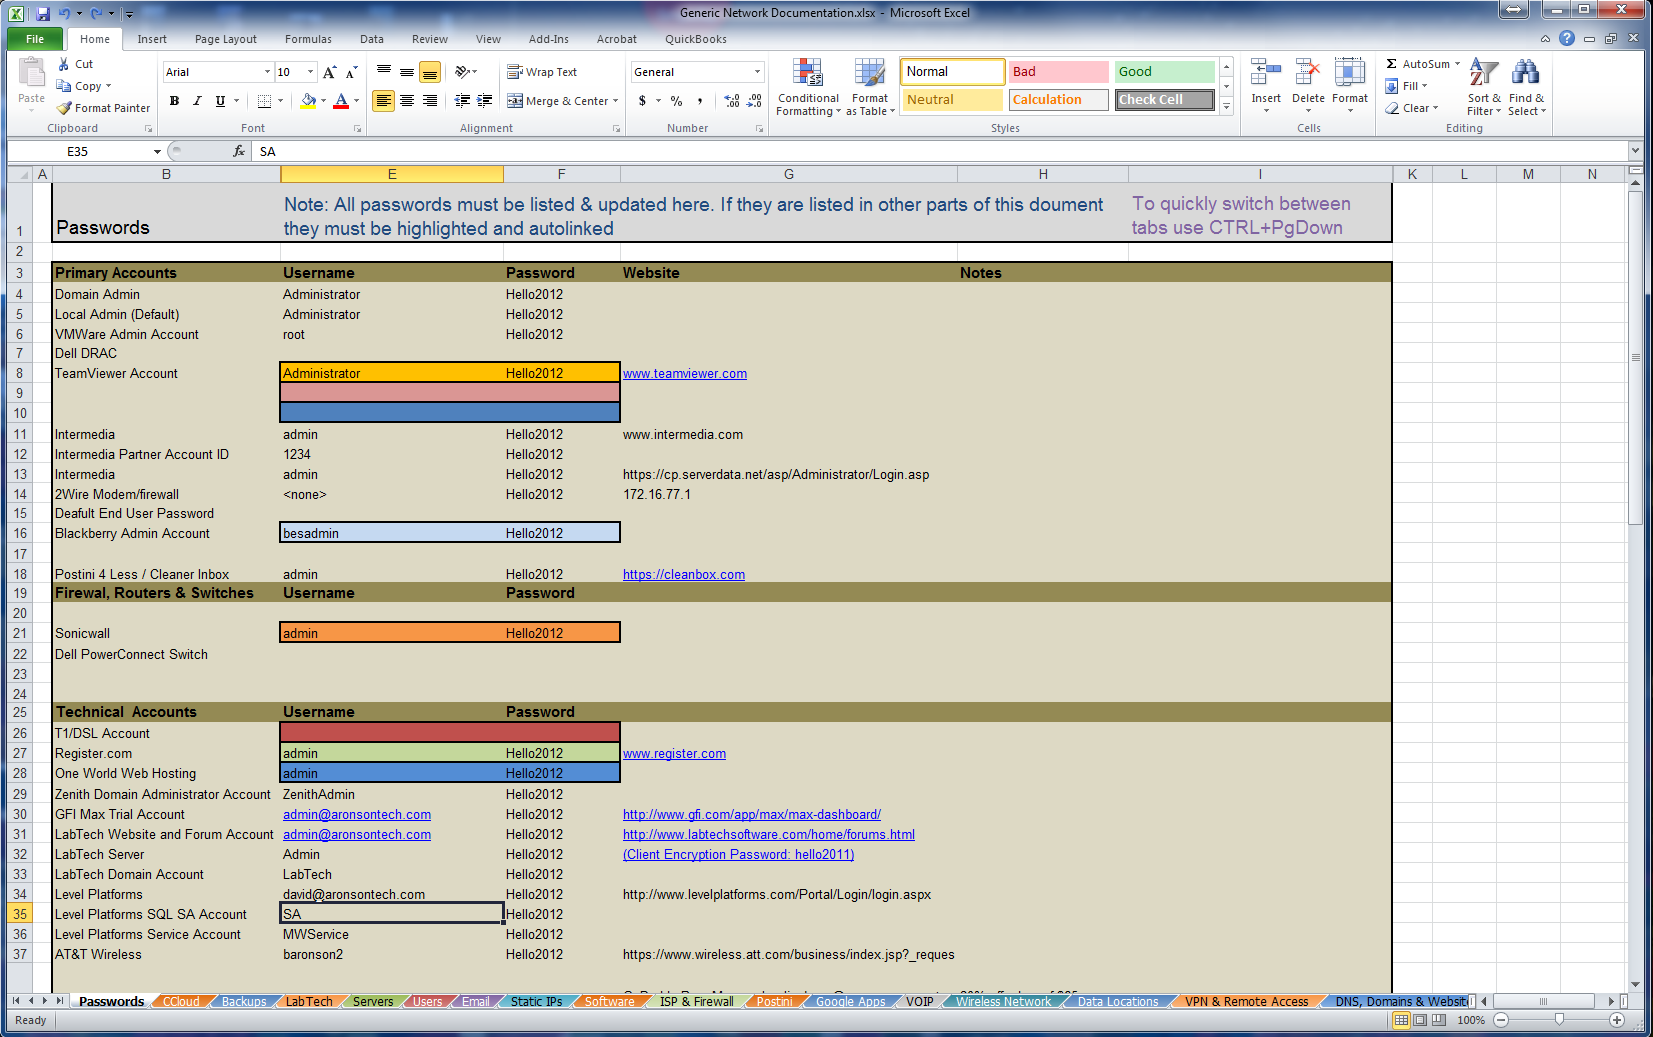 Generic Network Documentation.xlsx - Microsoft Excel
File Home Insert Page Layout Formulas Data Review View Add-Ins Acrobat QuickBooks
Paste
Cut
Copy
Format Painter
Clipboard
Arial 10
B I U
Font
Wrap Text
Merge & Center
Alignment
General
$ % ,
Number
Conditional Formatting
Format as Table
Normal Bad Good
Neutral Calculation Check Cell
Styles
Insert Delete Format
Cells
Σ AutoSum
Fill
Clear
Sort & Filter
Find & Select
Editing
E35 fx SA
A B E F G H I K L M N
1 Passwords
Note: All passwords must be listed & updated here. If they are listed in other parts of this doument
they must be highlighted and autolinked
To quickly switch between
tabs use CTRL+PgDown
2
3 Primary Accounts Username Password Website Notes
4 Domain Admin Administrator Hello2012
5 Local Admin (Default) Administrator Hello2012
6 VMWare Admin Account root Hello2012
7 Dell DRAC
8 TeamViewer Account Administrator Hello2012 www.teamviewer.com
9
10
11 Intermedia admin Hello2012 www.intermedia.com
12 Intermedia Partner Account ID 1234 Hello2012
13 Intermedia admin Hello2012 https://cp.serverdata.net/asp/Administrator/Login.asp
14 2Wire Modem/firewall <none> Hello2012 172.16.77.1
15 Deafult End User Password
16 Blackberry Admin Account besadmin Hello2012
17
18 Postini 4 Less / Cleaner Inbox admin Hello2012 https://cleanbox.com
19 Firewal, Routers & Switches Username Password
20
21 Sonicwall admin Hello2012
22 Dell PowerConnect Switch
23
24
25 Technical Accounts Username Password
26 T1/DSL Account
27 Register.com admin Hello2012 www.register.com
28 One World Web Hosting admin Hello2012
29 Zenith Domain Administrator Account ZenithAdmin Hello2012
30 GFI Max Trial Account admin@aronsontech.com Hello2012 http://www.gfi.com/app/max/max-dashboard/
31 LabTech Website and Forum Account admin@aronsontech.com Hello2012 http://www.labtechsoftware.com/home/forums.html
32 LabTech Server Admin Hello2012 (Client Encryption Password: hello2011)
33 LabTech Domain Account LabTech Hello2012
34 Level Platforms david@aronsontech.com Hello2012 http://www.levelplatforms.com/Portal/Login/login.aspx
35 Level Platforms SQL SA Account SA Hello2012
36 Level Platforms Service Account MWService Hello2012
37 AT&T Wireless baronson2 Hello2012 https://www.wireless.att.com/business/index.jsp?_reques
Passwords CCloud Backups LabTech Servers Users Email Static IPs Software ISP & Firewall Postini Google Apps VOIP Wireless Network Data Locations VPN & Remote Access DNS, Domains & Websit
Ready 100%